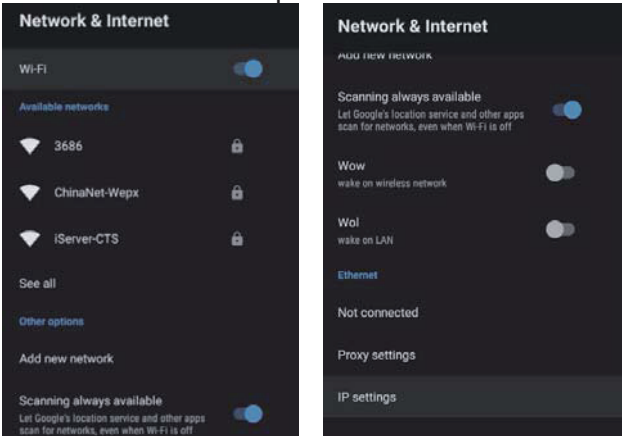 Network & Internet
Wi-Fi
Available networks
3686
ChinaNet-Wepx
iServer-CTS
See all
Other options
Add new network
Scanning always available
Let Google's location service and other apps
scan for networks, even when Wi-Fi is off
Network & Internet
Add new network
Scanning always available
Let Google's location service and other apps
scan for networks, even when Wi-Fi is off
Wow
wake on wireless network
Wol
wake on LAN
Ethernet
Not connected
Proxy settings
IP settings